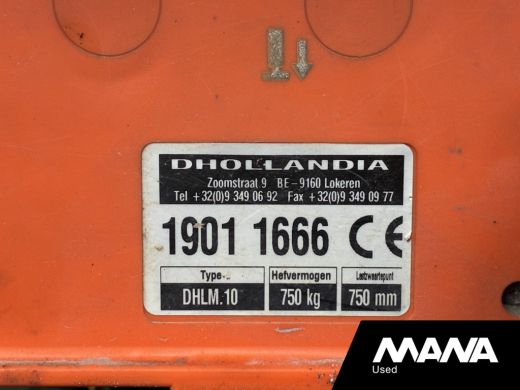 DHOLLANDIA
Zoomstraat 9 BE-9160 Lokeren
Tel +32(0)9 349 06 92 Fax +32(0)9 349 09 77
1901 1666 CE
Type Hefvermogen Lastzwaartepunt
DHLM.10 750 kg 750 mm
MANA
Used